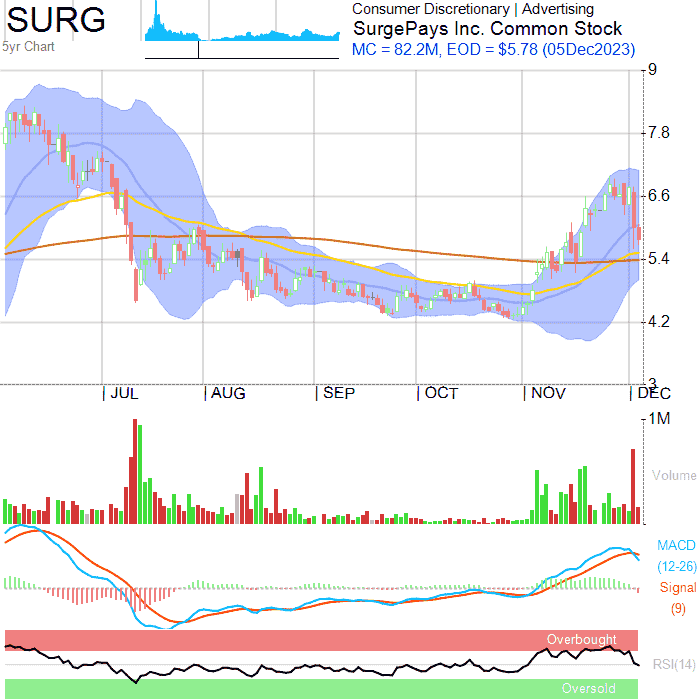 SURG
5yr Chart
Consumer Discretionary | Advertising
SurgePays Inc. Common Stock
MC = 82.2M, EOD = $5.78 (05Dec2023)
9
7.8
6.6
5.4
4.2
3
JUL AUG SEP OCT NOV DEC
1M
Volume
MACD
(12-26)
Signal
(9)
Overbought
RSI(14)
Oversold